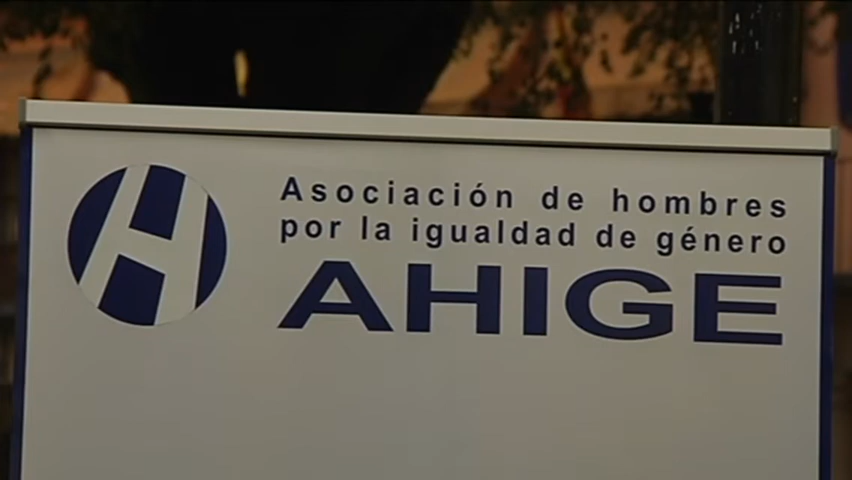 Asociación de hombres
por la igualdad de género
AHIGE